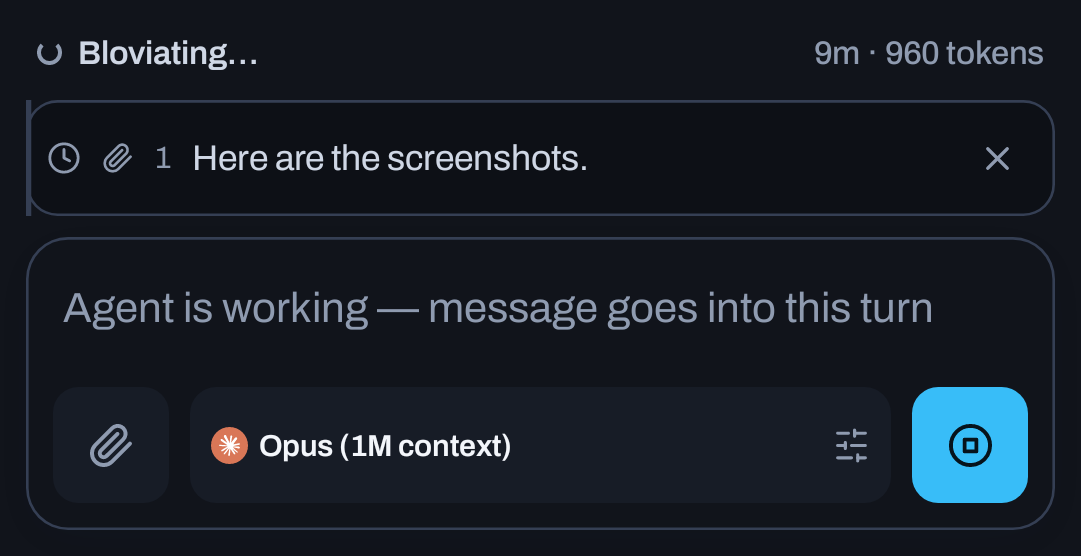 Bloviating...
9m · 960 tokens
1 Here are the screenshots.
Agent is working — message goes into this turn
Opus (1M context)